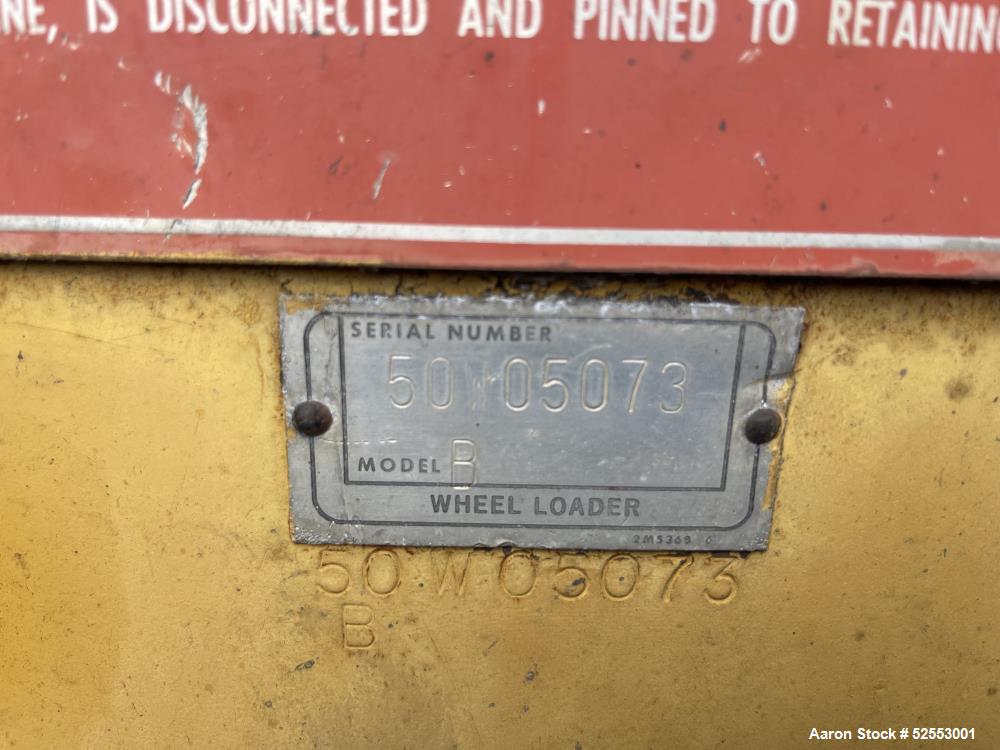 NE, IS DISCONNECTED AND PINNED TO RETAINING
SERIAL NUMBER
50W05073
MODEL B
WHEEL LOADER
2M5368 6
50W05073
B
Aaron Stock # 52553001